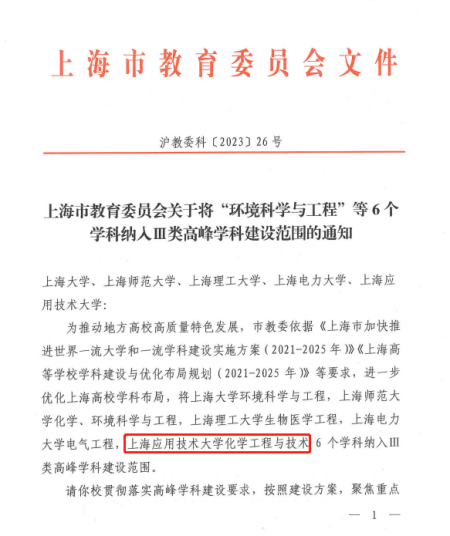 上海市教育委员会文件
沪教委科〔2023〕26 号
上海市教育委员会关于将“环境科学与工程”等 6 个
学科纳入Ⅲ类高峰学科建设范围的通知
上海大学、上海师范大学、上海理工大学、上海电力大学、上海应
用技术大学:
为推动地方高校高质量特色发展，市教委依据《上海市加快推
进世界一流大学和一流学科建设实施方案（2021-2025 年）》《上海高
等学校学科建设与优化布局规划（2021-2025 年）》等要求，进一步
优化上海高校学科布局，将上海大学环境科学与工程，上海师范大
学化学、环境科学与工程，上海理工大学生物医学工程，上海电力
大学电气工程，上海应用技术大学化学工程与技术 6 个学科纳入Ⅲ
类高峰学科建设范围。
请你校贯彻落实高峰学科建设要求，按照建设方案，聚焦重点
— 1 —